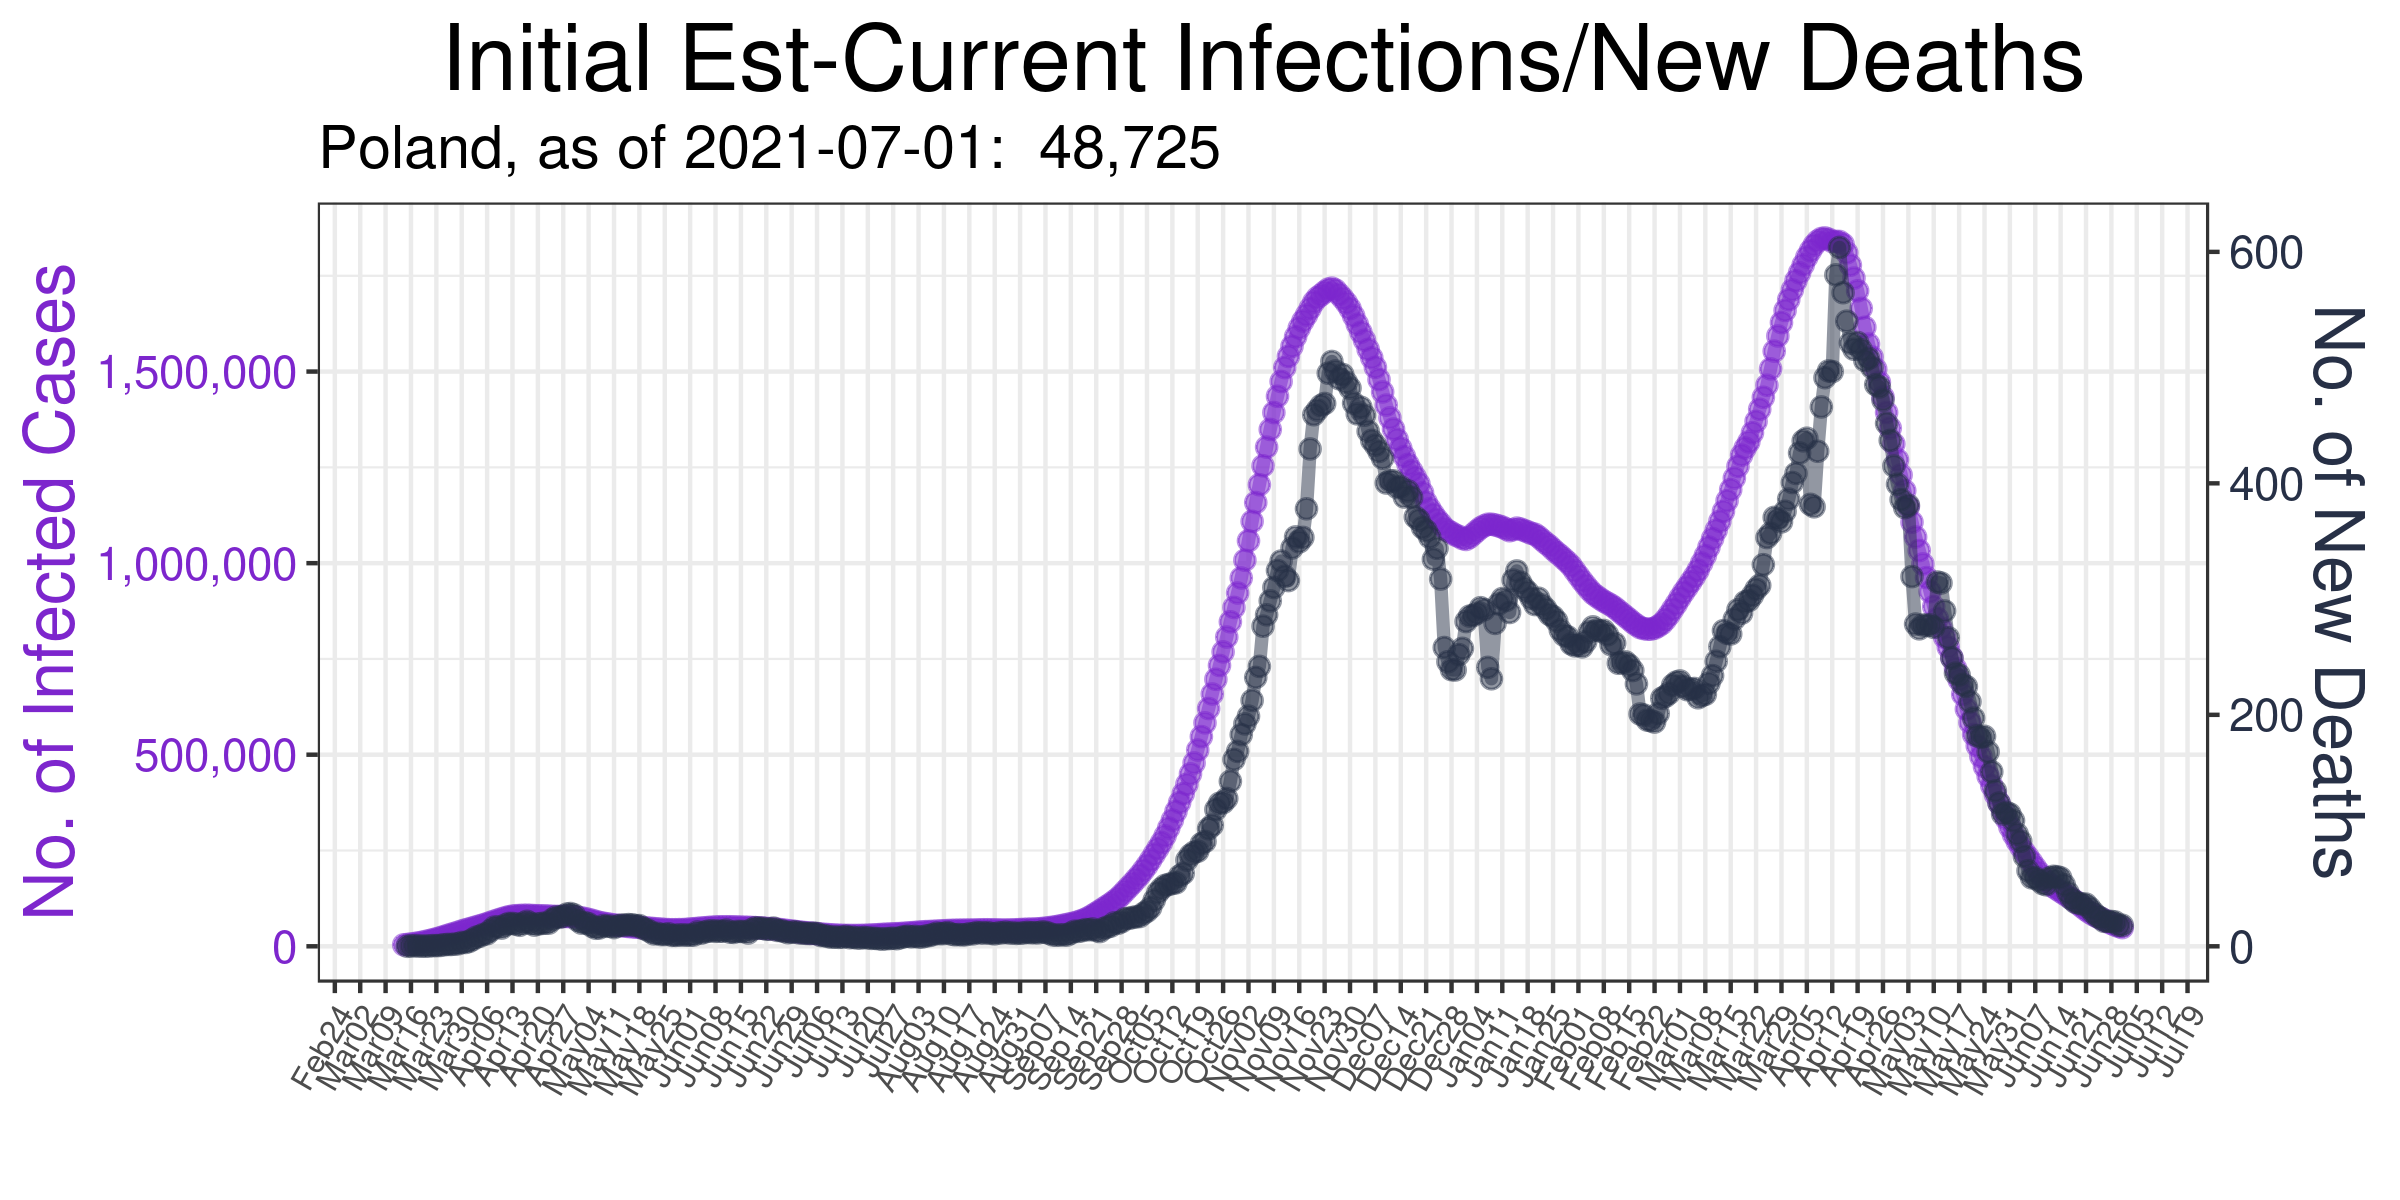 Initial Est-Current Infections/New Deaths
Poland, as of 2021-07-01:  48,725
No. of Infected Cases
1,500,000
1,000,000
500,000
0
600
400
200
0
No. of New Deaths
Feb24
Mar02
Mar09
Mar16
Mar23
Mar30
Apr06
Apr13
Apr20
Apr27
May04
May11
May18
May25
Jun01
Jun08
Jun15
Jun22
Jun29
Jul06
Jul13
Jul20
Jul27
Aug03
Aug10
Aug17
Aug24
Aug31
Sep07
Sep14
Sep21
Sep28
Oct05
Oct12
Oct19
Oct26
Nov02
Nov09
Nov16
Nov23
Nov30
Dec07
Dec14
Dec21
Dec28
Jan04
Jan11
Jan18
Jan25
Feb01
Feb08
Feb15
Feb22
Mar01
Mar08
Mar15
Mar22
Mar29
Apr05
Apr12
Apr19
Apr26
May03
May10
May17
May24
May31
Jun07
Jun14
Jun21
Jun28
Jul05
Jul12
Jul19